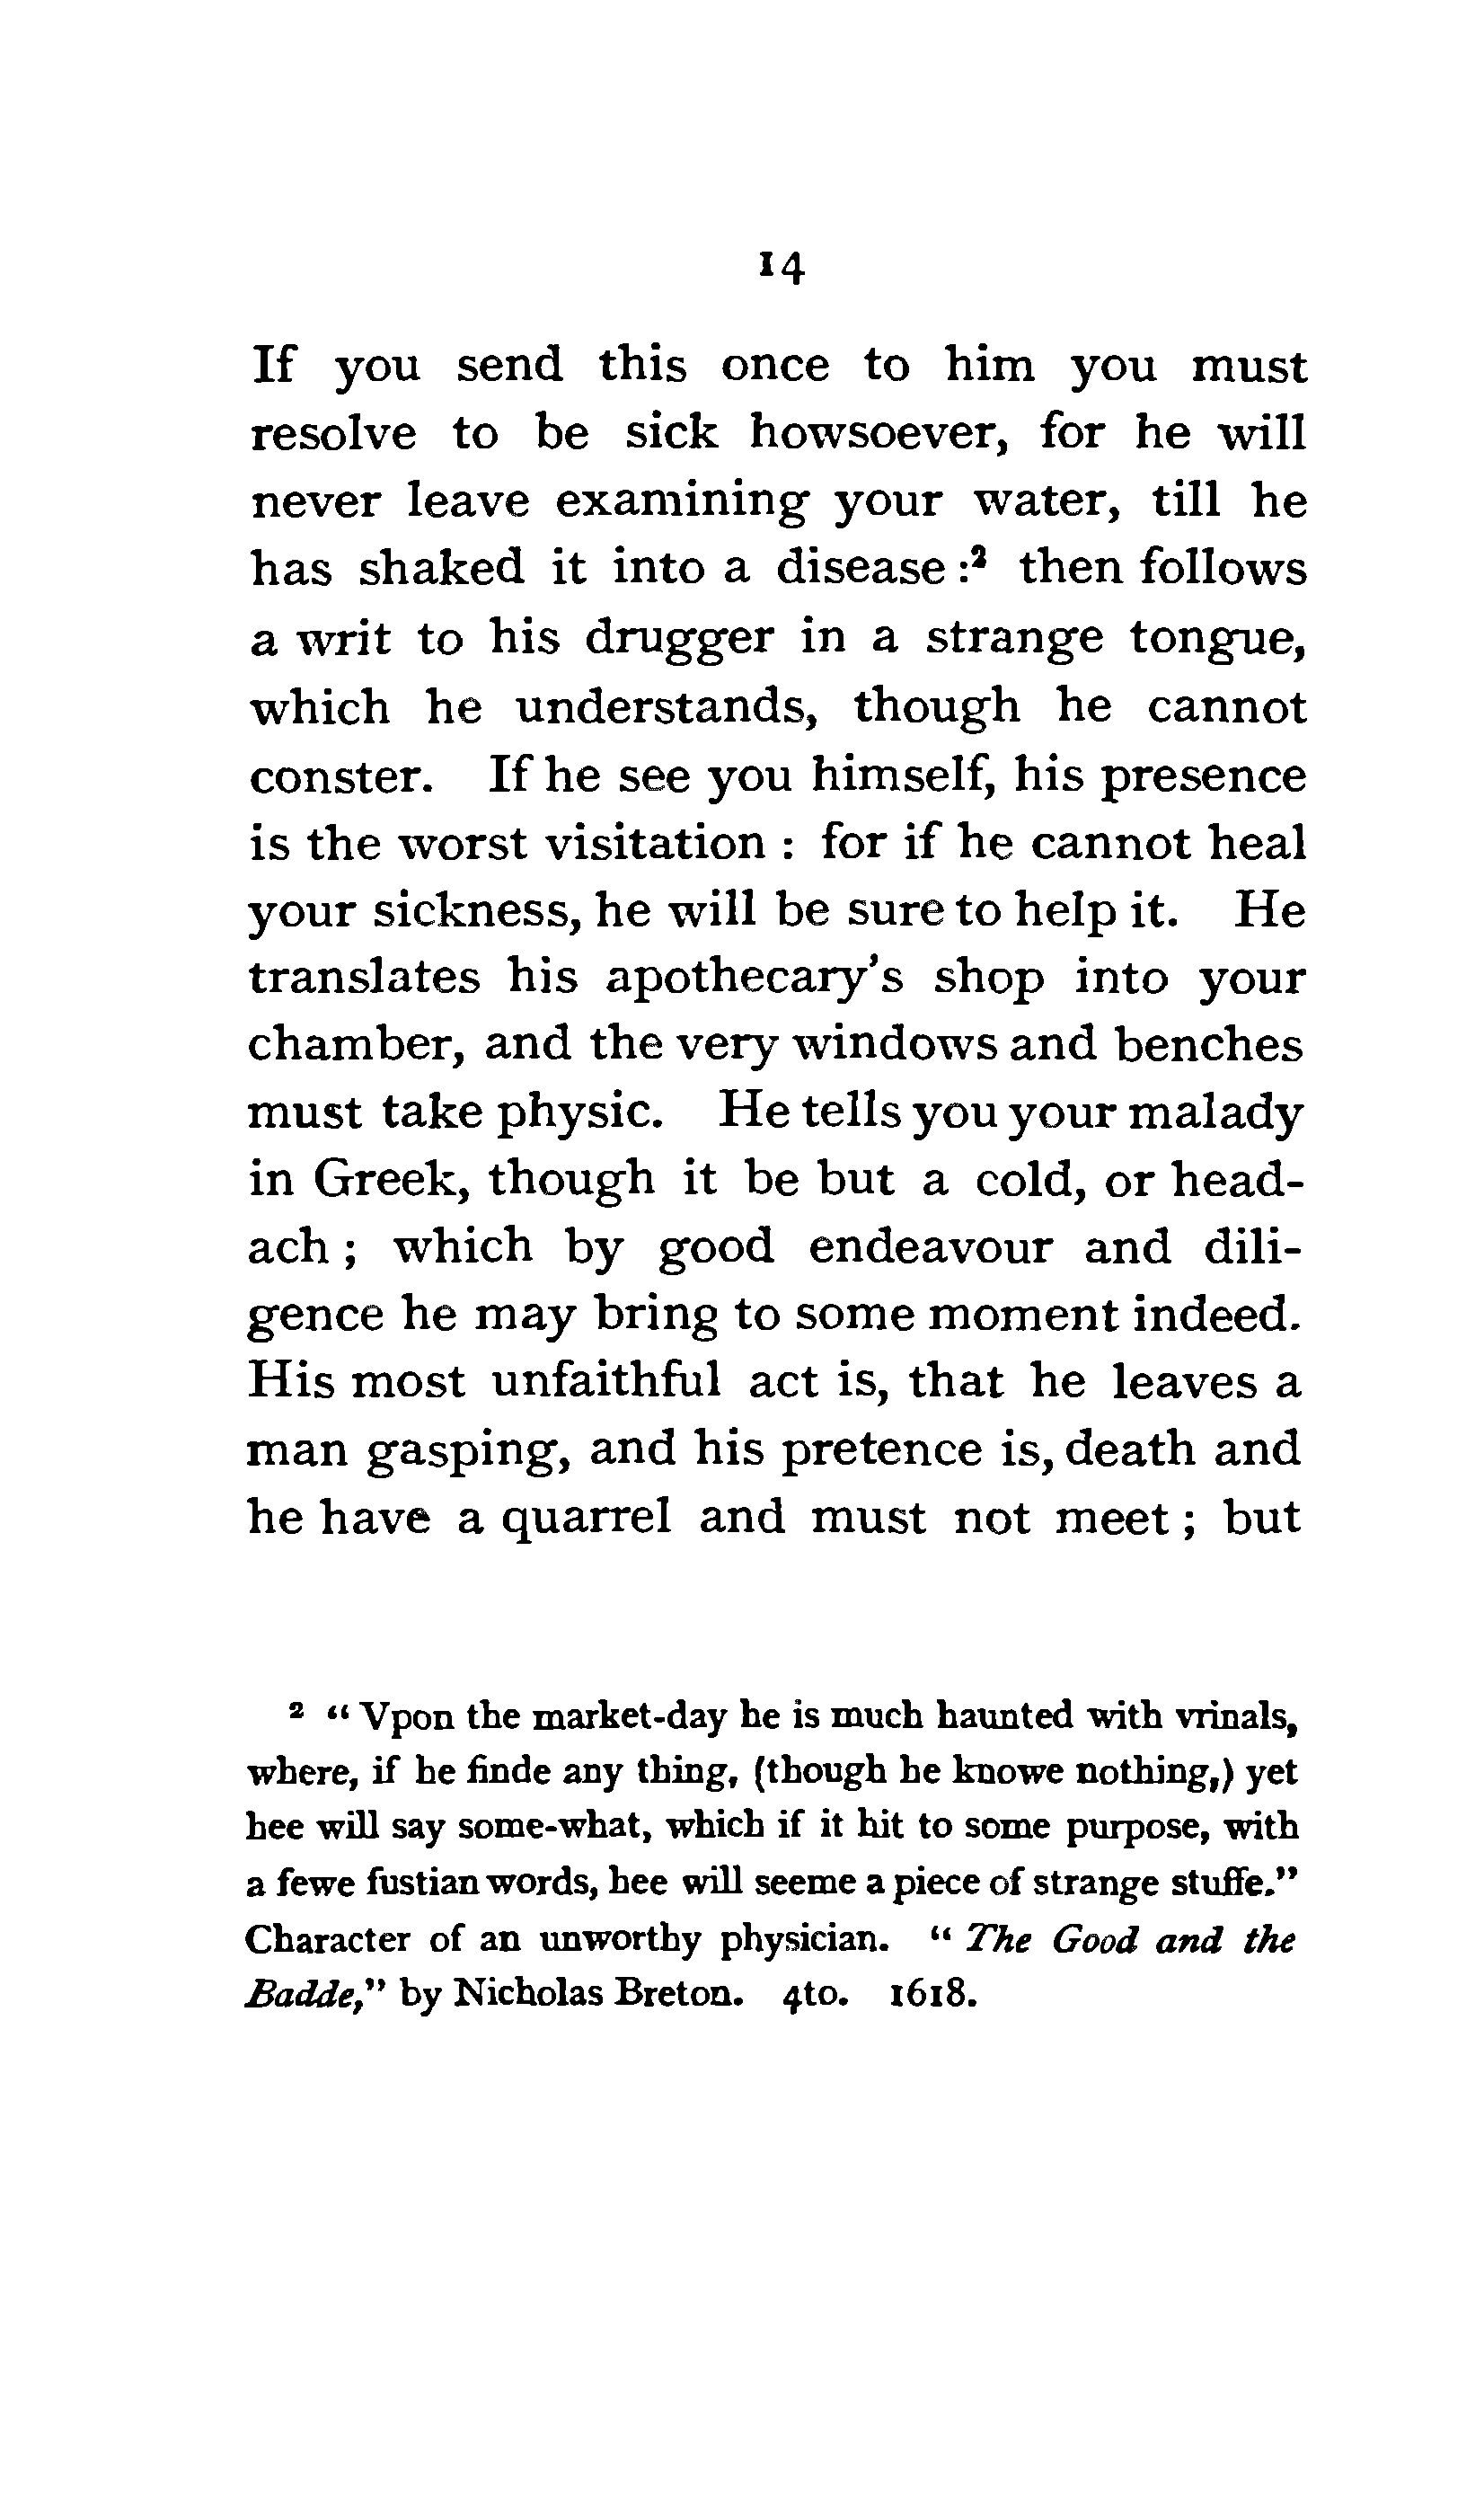 14
If you send this once to him you must
resolve to be sick howsoever, for he will
never leave examining your water, till he
has shaked it into a disease :² then follows
a writ to his drugger in a strange tongue,
which he understands, though he cannot
conster. If he see you himself, his presence
is the worst visitation : for if he cannot heal
your sickness, he will be sure to help it. He
translates his apothecary's shop into your
chamber, and the very windows and benches
must take physic. He tells you your malady
in Greek, though it be but a cold, or head-
ach ; which by good endeavour and dili-
gence he may bring to some moment indeed.
His most unfaithful act is, that he leaves a
man gasping, and his pretence is, death and
he have a quarrel and must not meet ; but
² “ Vpon the market-day he is much haunted with vrinals,
where, if he finde any thing, (though he knowe nothing,) yet
hee will say some-what, which if it hit to some purpose, with
a fewe fustian words, hee will seeme a piece of strange stuffe.”
Character of an unworthy physician. “ The Good and the
Badde,” by Nicholas Breton. 4to. 1618.